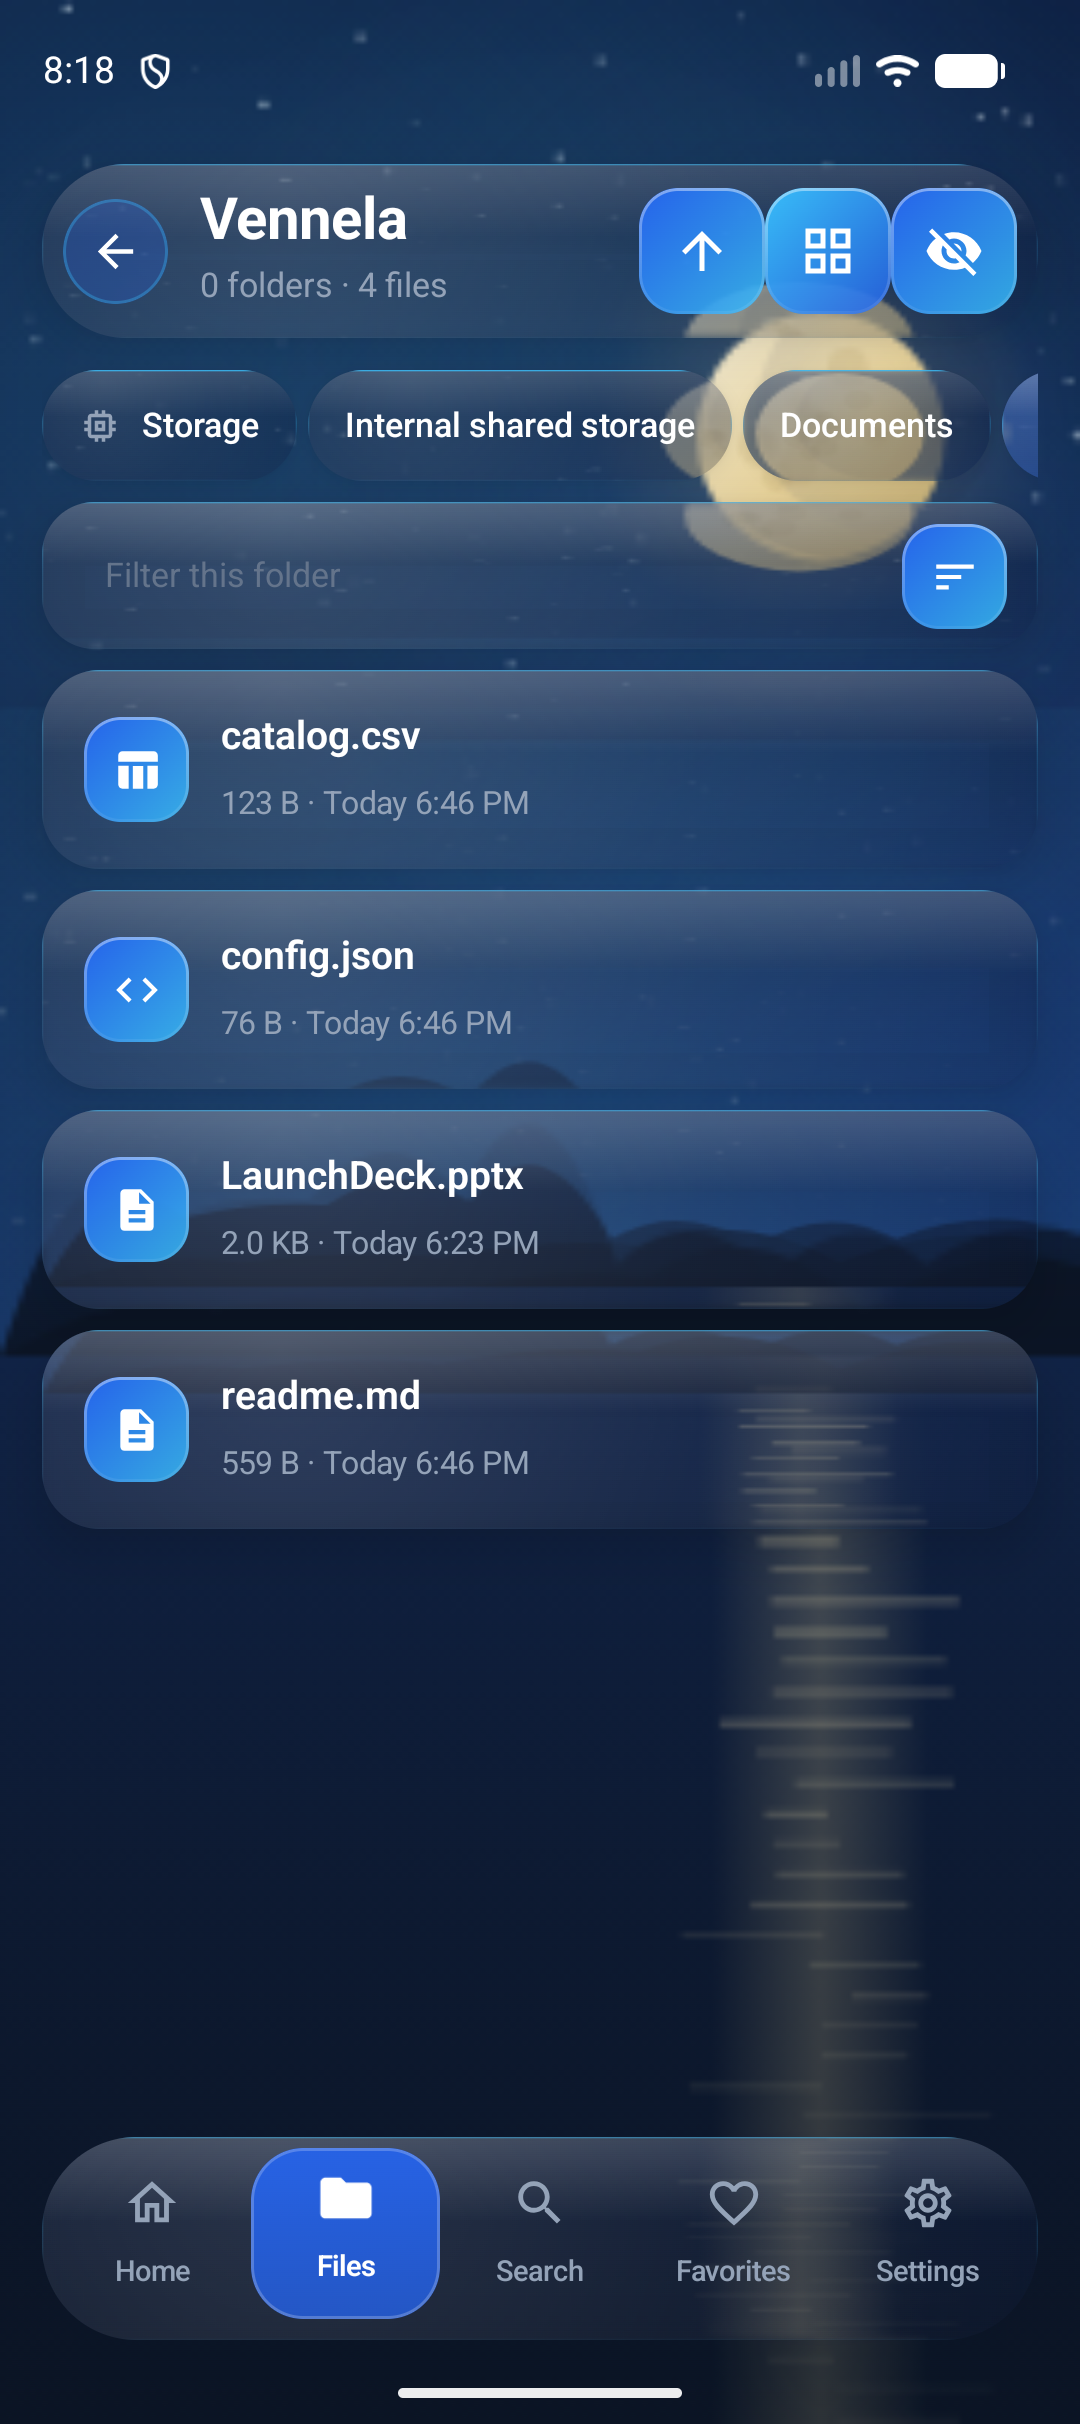 8:18
Vennela
0 folders · 4 files
Storage
Internal shared storage
Documents
Filter this folder
catalog.csv
123 B · Today 6:46 PM
config.json
76 B · Today 6:46 PM
LaunchDeck.pptx
2.0 KB · Today 6:23 PM
readme.md
559 B · Today 6:46 PM
Home
Files
Search
Favorites
Settings